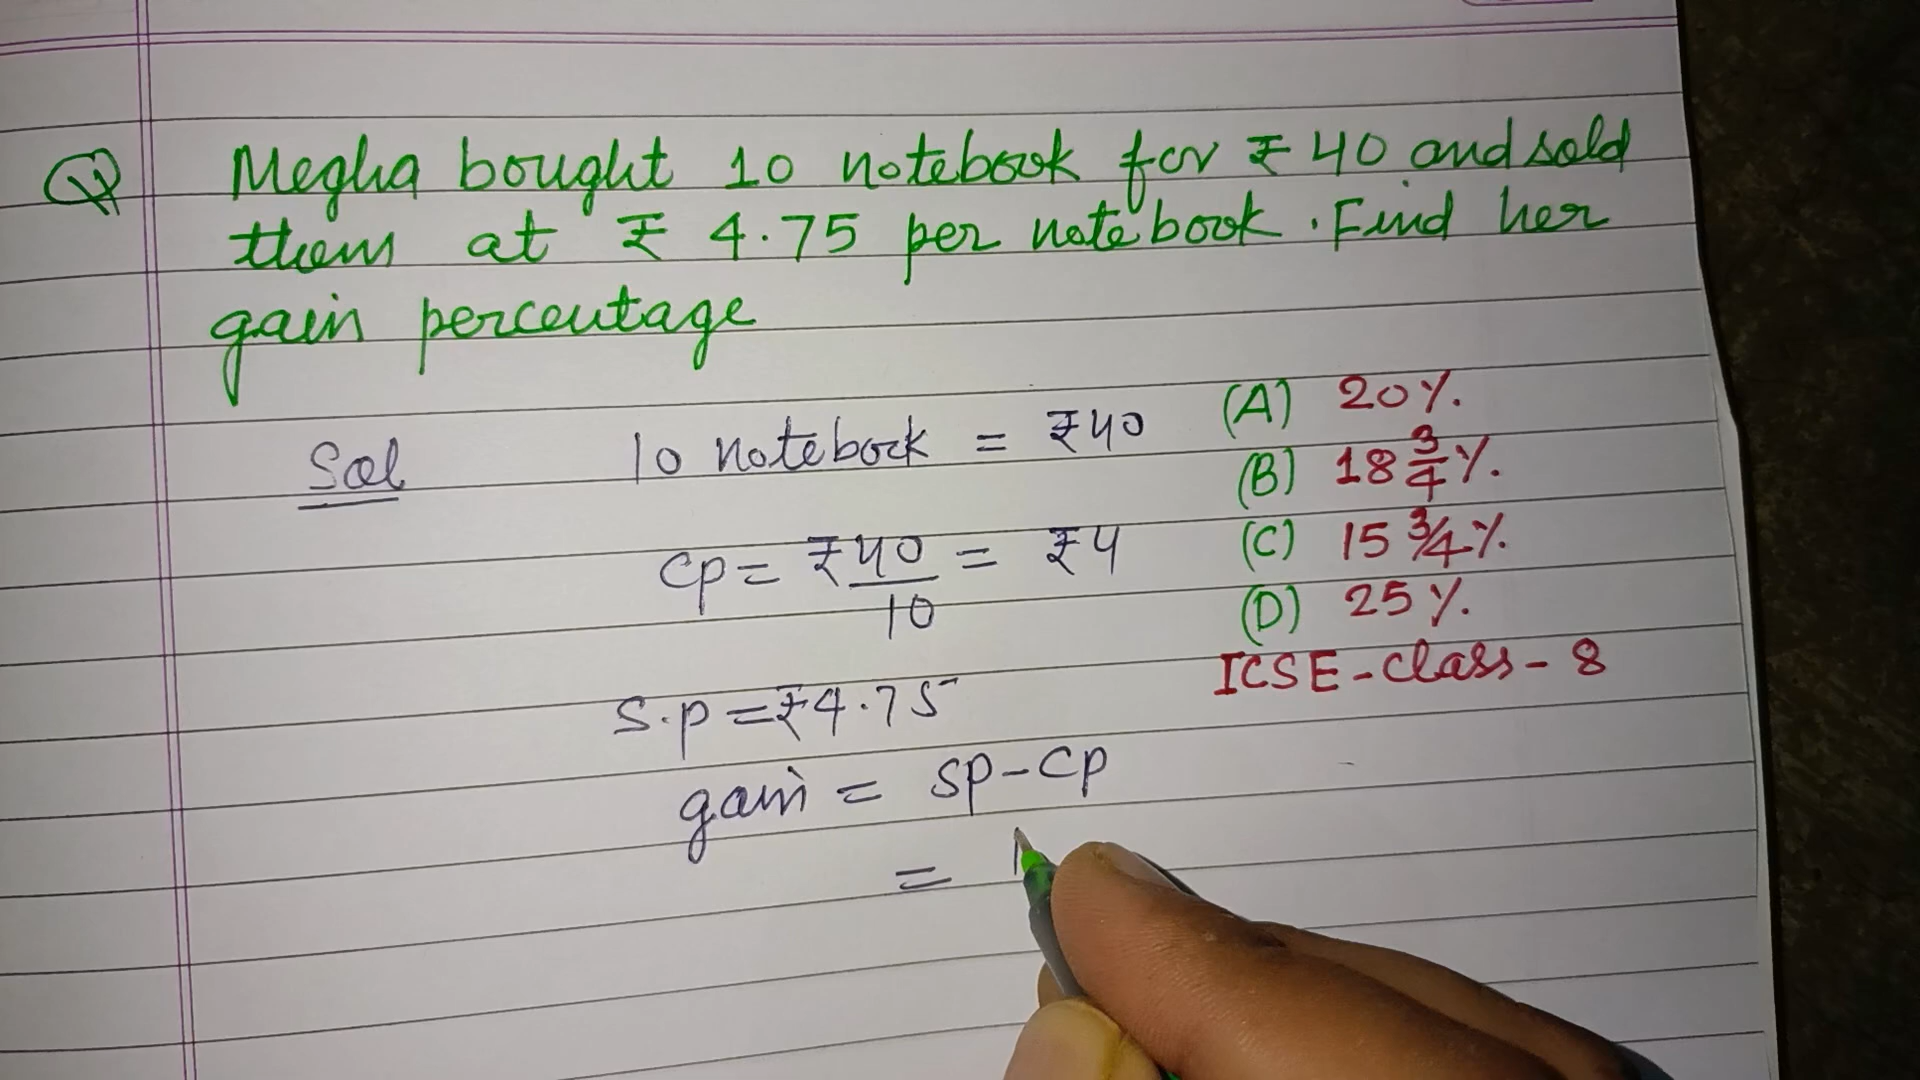 Q Megha bought 10 notebook for ₹ 40 and sold
them at ₹ 4.75 per notebook. Find her
gain percentage
Sol 10 notebook = ₹40
(A) 20%.
(B) 18 3/4 %.
Cp = ₹40/10 = ₹4
(C) 15 3/4 %.
(D) 25 %.
ICSE-class-8
S.p = ₹4.75
gain = SP-CP
=